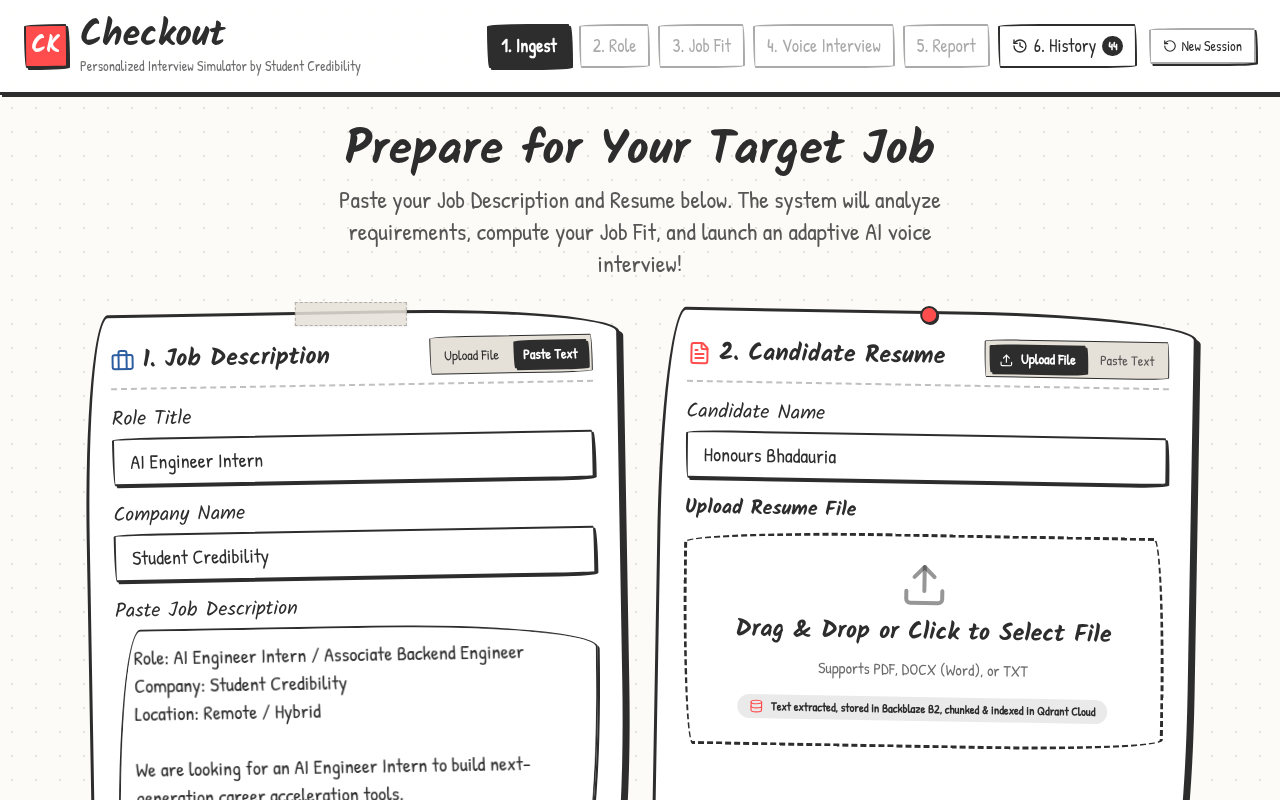 CK
Checkout
Personalized Interview Simulator by Student Credibility
1. Ingest
2. Role
3. Job Fit
4. Voice Interview
5. Report
6. History 44
New Session
Prepare for Your Target Job
Paste your Job Description and Resume below. The system will analyze
requirements, compute your Job Fit, and launch an adaptive AI voice
interview!
1. Job Description
Upload File
Paste Text
Role Title
AI Engineer Intern
Company Name
Student Credibility
Paste Job Description
Role: AI Engineer Intern / Associate Backend Engineer
Company: Student Credibility
Location: Remote / Hybrid
We are looking for an AI Engineer Intern to build next-
generation career acceleration tools.
2. Candidate Resume
Upload File
Paste Text
Candidate Name
Honours Bhadauria
Upload Resume File
Drag & Drop or Click to Select File
Supports PDF, DOCX (Word), or TXT
Text extracted, stored in Backblaze B2, chunked & indexed in Qdrant Cloud